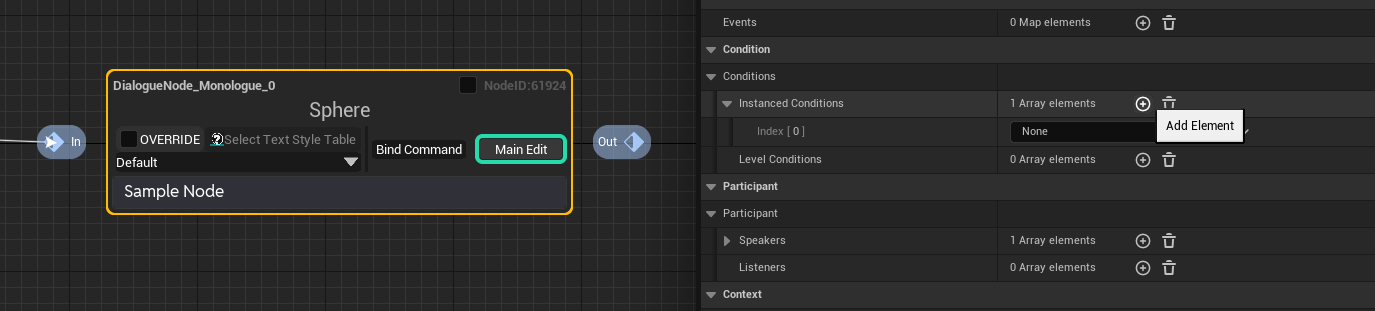 DialogueNode_Monologue_0
NodeID:61924
Sphere
In
OVERRIDE
Select Text Style Table
Default
Bind Command
Main Edit
Out
Sample Node
Events
0 Map elements
Condition
Conditions
Instanced Conditions
1 Array elements
Index [ 0 ]
None
Add Element
Level Conditions
0 Array elements
Participant
Participant
Speakers
1 Array elements
Listeners
0 Array elements
Context